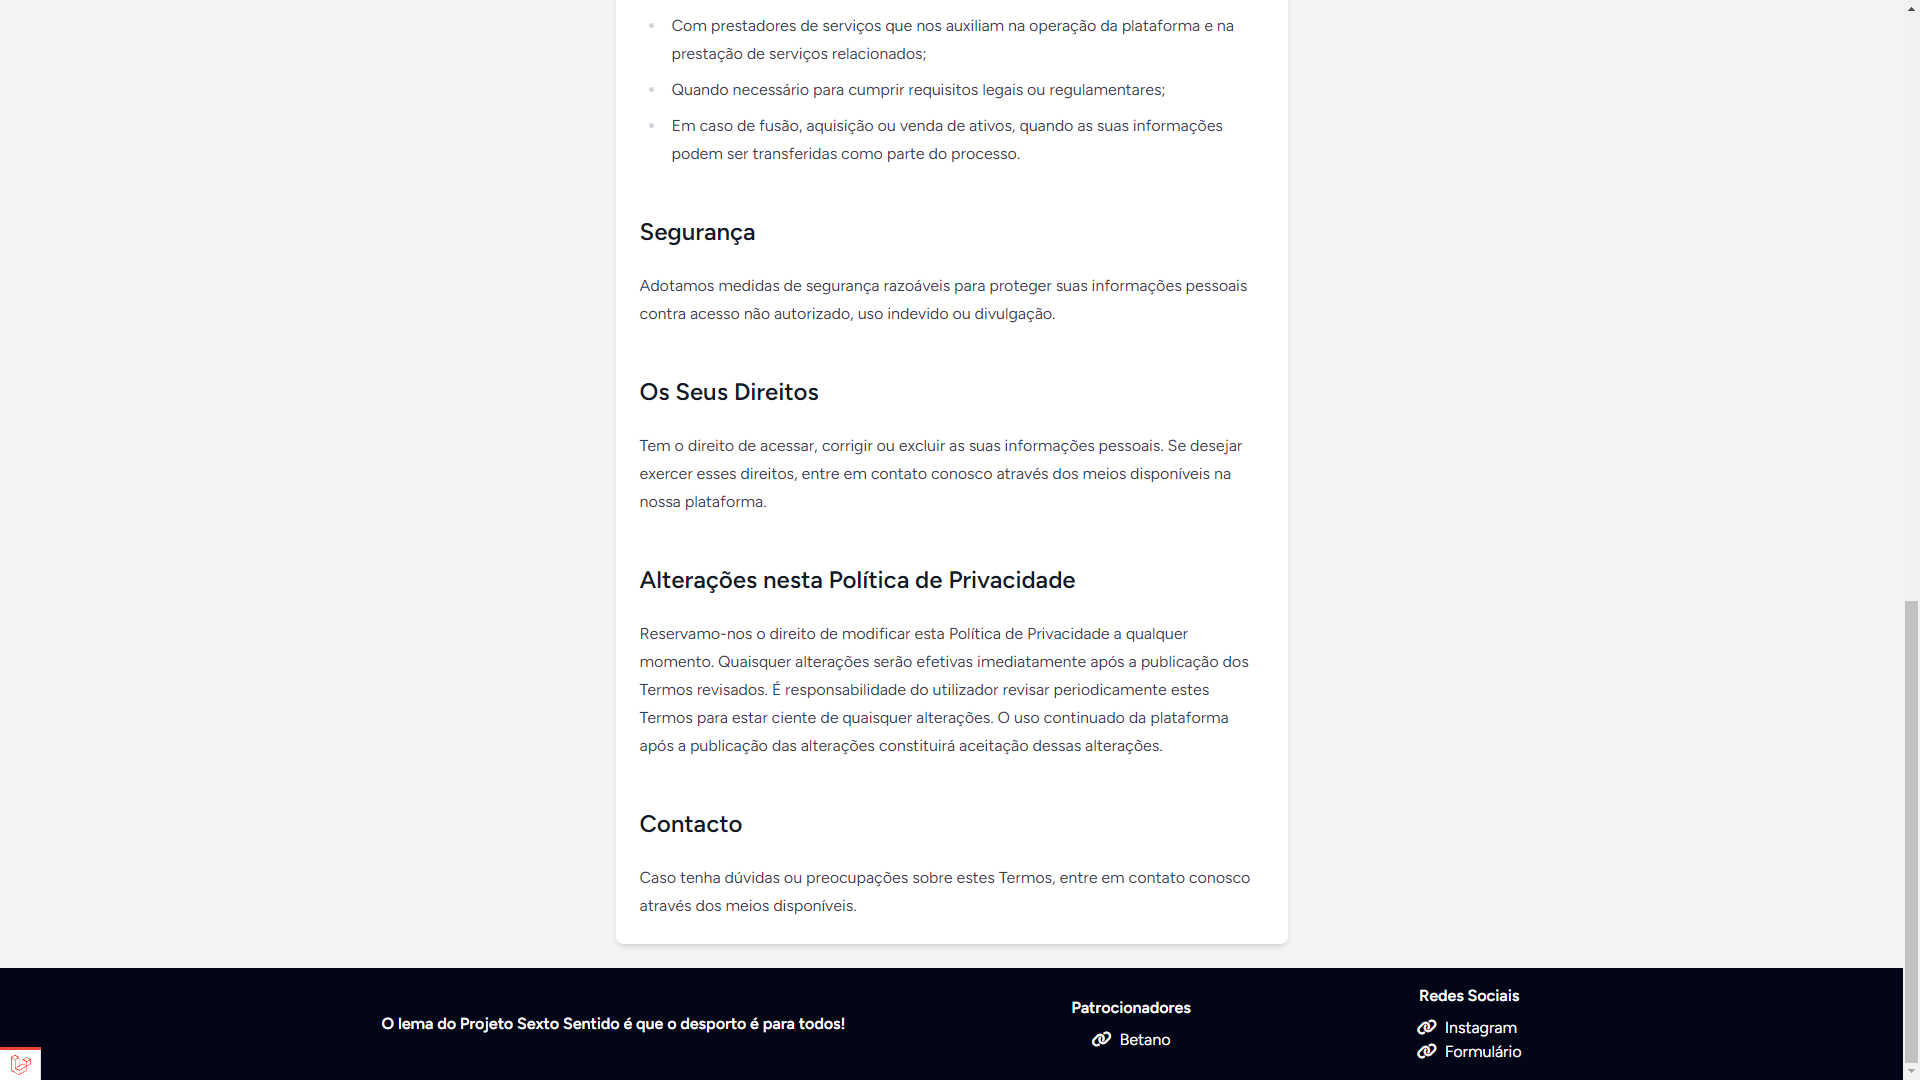 Com prestadores de serviços que nos auxiliam na operação da plataforma e na
prestação de serviços relacionados;
Quando necessário para cumprir requisitos legais ou regulamentares;
Em caso de fusão, aquisição ou venda de ativos, quando as suas informações
podem ser transferidas como parte do processo.
Segurança
Adotamos medidas de segurança razoáveis para proteger suas informações pessoais
contra acesso não autorizado, uso indevido ou divulgação.
Os Seus Direitos
Tem o direito de acessar, corrigir ou excluir as suas informações pessoais. Se desejar
exercer esses direitos, entre em contato conosco através dos meios disponíveis na
nossa plataforma.
Alterações nesta Política de Privacidade
Reservamo-nos o direito de modificar esta Política de Privacidade a qualquer
momento. Quaisquer alterações serão efetivas imediatamente após a publicação dos
Termos revisados. É responsabilidade do utilizador revisar periodicamente estes
Termos para estar ciente de quaisquer alterações. O uso continuado da plataforma
após a publicação das alterações constituirá aceitação dessas alterações.
Contacto
Caso tenha dúvidas ou preocupações sobre estes Termos, entre em contato conosco
através dos meios disponíveis.
O lema do Projeto Sexto Sentido é que o desporto é para todos!
Patrocionadores
Betano
Redes Sociais
Instagram
Formulário